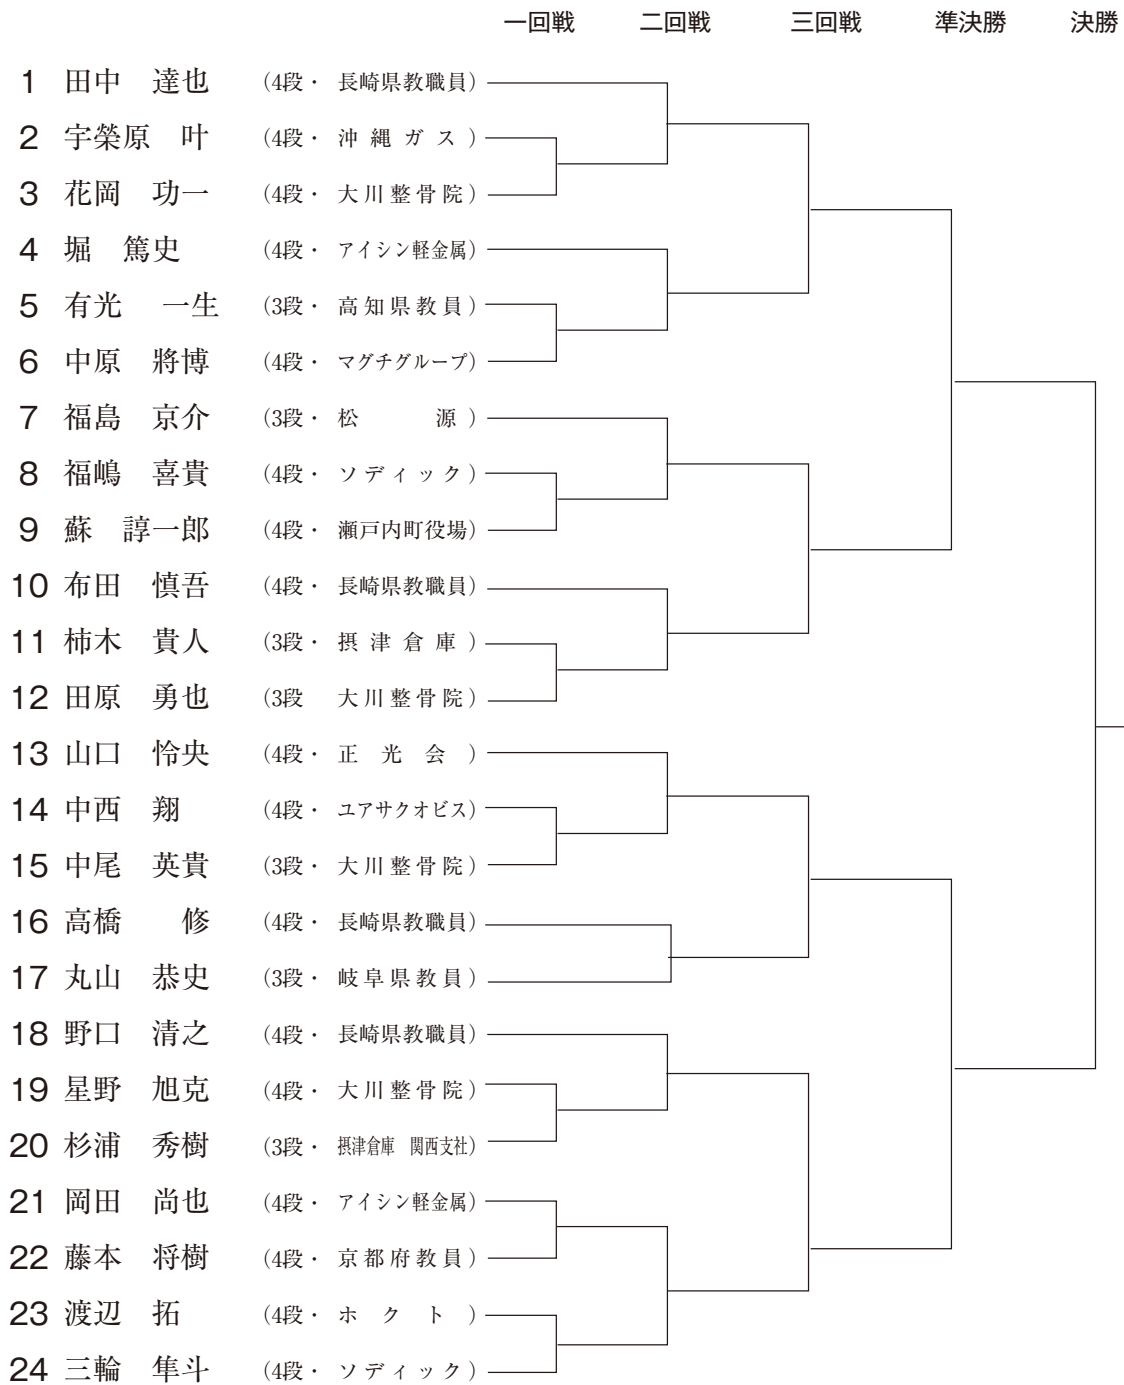 一回戦 二回戦 三回戦 準決勝 決勝
1 田中 達也 (4段・ 長崎県教職員)
2 宇榮原 叶 (4段・ 沖縄ガス)
3 花岡 功一 (4段・ 大川整骨院)
4 堀 篤史 (4段・ アイシン軽金属)
5 有光 一生 (3段・ 高知県教員)
6 中原 將博 (4段・ マグチグループ)
7 福島 京介 (3段・ 松源)
8 福嶋 喜貴 (4段・ ソディック)
9 蘇 諄一郎 (4段・ 瀬戸内町役場)
10 布田 慎吾 (4段・ 長崎県教職員)
11 柿木 貴人 (3段・ 摂津倉庫)
12 田原 勇也 (3段 大川整骨院)
13 山口 怜央 (4段・ 正光会)
14 中西 翔 (4段・ ユアサクオビス)
15 中尾 英貴 (3段・ 大川整骨院)
16 高橋 修 (4段・ 長崎県教職員)
17 丸山 恭史 (3段・ 岐阜県教員)
18 野口 清之 (4段・ 長崎県教職員)
19 星野 旭克 (4段・ 大川整骨院)
20 杉浦 秀樹 (3段・ 摂津倉庫 関西支社)
21 岡田 尚也 (4段・ アイシン軽金属)
22 藤本 将樹 (4段・ 京都府教員)
23 渡辺 拓 (4段・ ホクト)
24 三輪 隼斗 (4段・ ソディック)